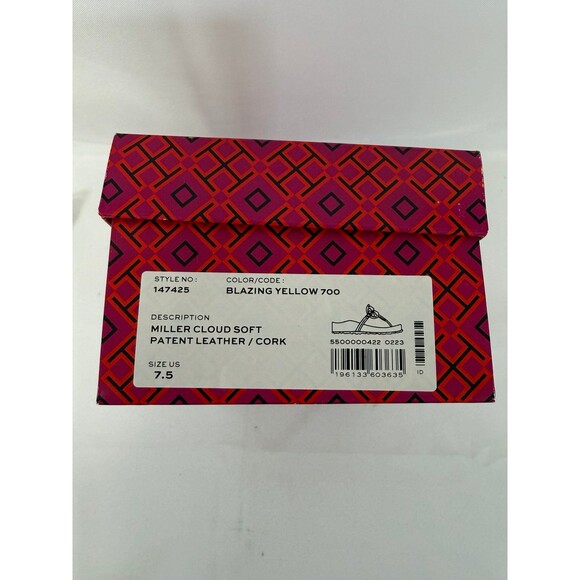 STYLE NO : COLOR/CODE :
147425 BLAZING YELLOW 700
DESCRIPTION
MILLER CLOUD SOFT
PATENT LEATHER / CORK
SIZE US
7.5
5500000422 0223
196133 603635 ID